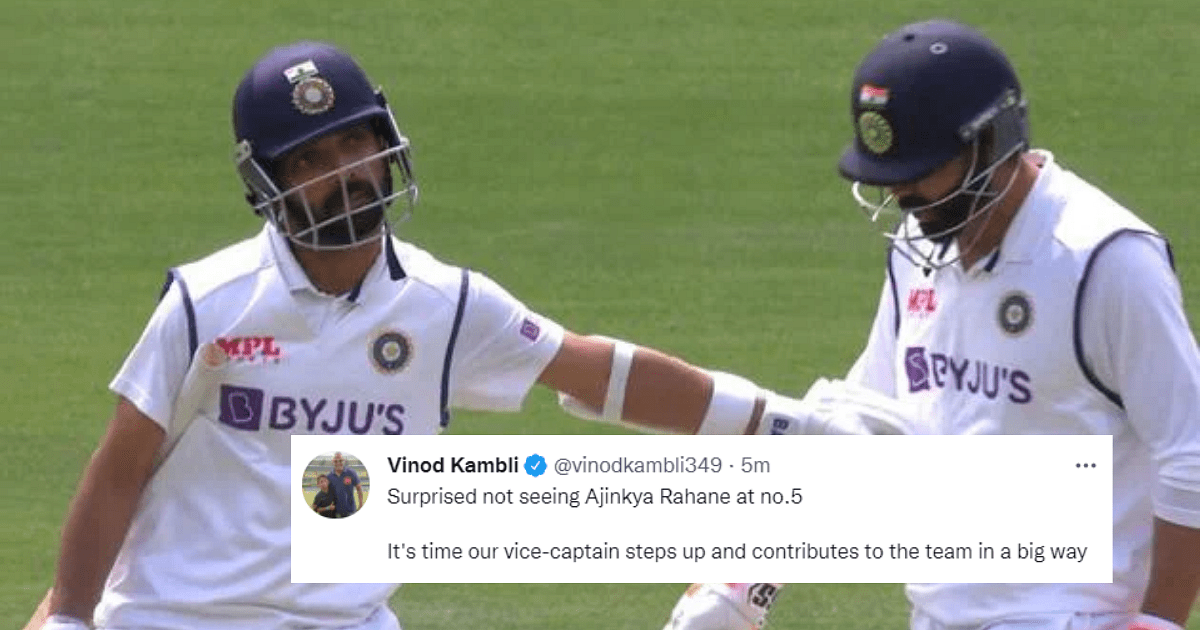 MPL
BYJU'S
MPL
BYJU'S
Vinod Kambli @vinodkambli349 · 5m
Surprised not seeing Ajinkya Rahane at no.5
It's time our vice-captain steps up and contributes to the team in a big way